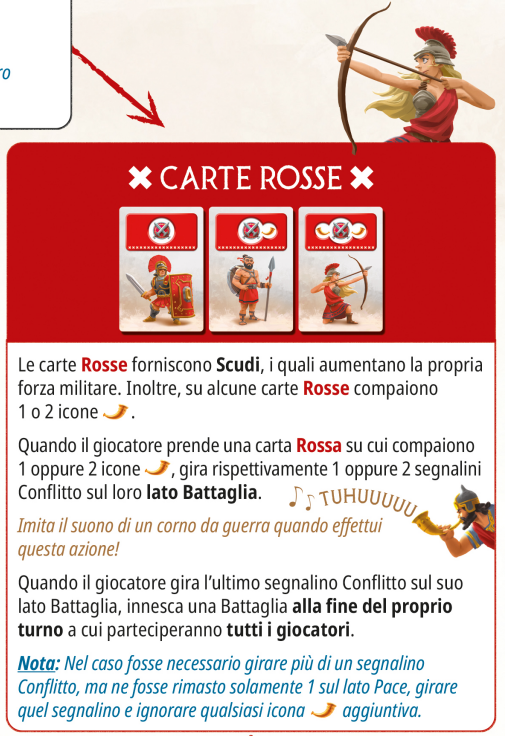 ro
CARTE ROSSE
Le carte Rosse forniscono Scudi, i quali aumentano la propria
forza militare. Inoltre, su alcune carte Rosse compaiono
1 o 2 icone .
Quando il giocatore prende una carta Rossa su cui compaiono
1 oppure 2 icone , gira rispettivamente 1 oppure 2 segnalini
Conflitto sul loro lato Battaglia.
TUHUUUUU
Imita il suono di un corno da guerra quando effettui
questa azione!
Quando il giocatore gira l'ultimo segnalino Conflitto sul suo
lato Battaglia, innesca una Battaglia alla fine del proprio
turno a cui parteciperanno tutti i giocatori.
Nota: Nel caso fosse necessario girare più di un segnalino
Conflitto, ma ne fosse rimasto solamente 1 sul lato Pace, girare
quel segnalino e ignorare qualsiasi icona aggiuntiva.